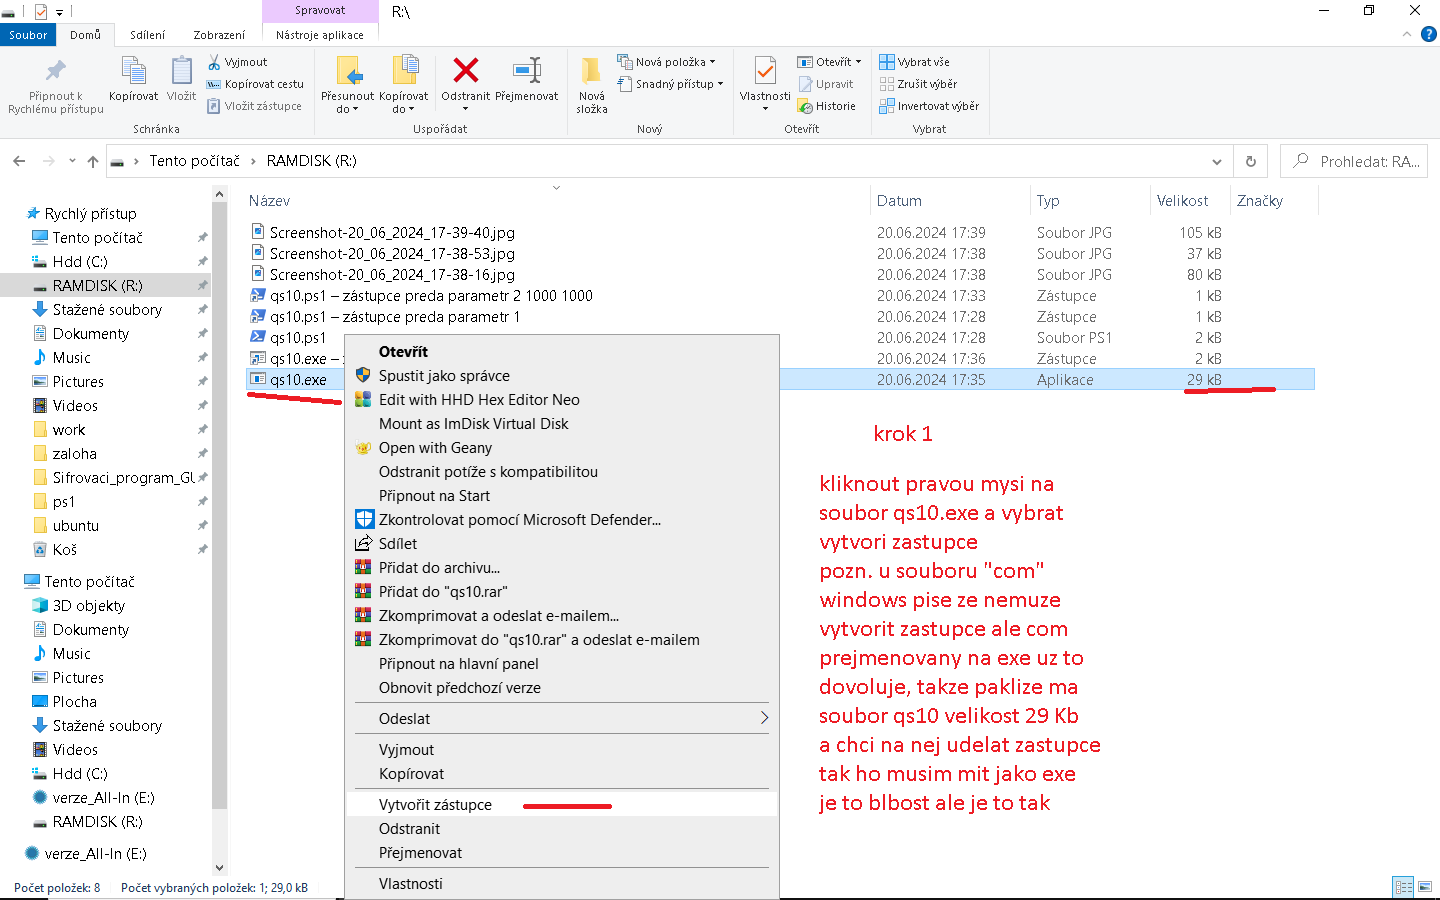 Spravovat
R:\
Soubor
Domů
Sdílení
Zobrazení
Nástroje aplikace
Připnout k
Rychlému přístupu
Kopírovat
Vložit
Vyjmout
Kopírovat cestu
Vložit zástupce
Schránka
Přesunout
do
Kopírovat
do
Odstranit
Přejmenovat
Uspořádat
Nová
složka
Nová položka
Snadný přístup
Nový
Vlastnosti
Otevřít
Upravit
Historie
Otevřít
Vybrat vše
Zrušit výběr
Invertovat výběr
Vybrat
Tento počítač › RAMDISK (R:)
Prohledat: RA...
Rychlý přístup
Tento počítač
Hdd (C:)
RAMDISK (R:)
Stažené soubory
Dokumenty
Music
Pictures
Videos
work
zaloha
Sifrovaci_program_GU
ps1
ubuntu
Koš
Tento počítač
3D objekty
Dokumenty
Music
Pictures
Plocha
Stažené soubory
Videos
Hdd (C:)
verze_All-In (E:)
RAMDISK (R:)
verze_All-In (E:)
Název Datum Typ Velikost Značky
Screenshot-20_06_2024_17-39-40.jpg 20.06.2024 17:39 Soubor JPG 105 kB
Screenshot-20_06_2024_17-38-53.jpg 20.06.2024 17:38 Soubor JPG 37 kB
Screenshot-20_06_2024_17-38-16.jpg 20.06.2024 17:38 Soubor JPG 80 kB
qs10.ps1 – zástupce preda parametr 2 1000 1000 20.06.2024 17:33 Zástupce 1 kB
qs10.ps1 – zástupce preda parametr 1 20.06.2024 17:28 Zástupce 1 kB
qs10.ps1 20.06.2024 17:28 Soubor PS1 2 kB
qs10.exe – 20.06.2024 17:36 Zástupce 2 kB
qs10.exe 20.06.2024 17:35 Aplikace 29 kB
Otevřít
Spustit jako správce
Edit with HHD Hex Editor Neo
Mount as ImDisk Virtual Disk
Open with Geany
Odstranit potíže s kompatibilitou
Připnout na Start
Zkontrolovat pomocí Microsoft Defender...
Sdílet
Přidat do archivu...
Přidat do "qs10.rar"
Zkomprimovat a odeslat e-mailem...
Zkomprimovat do "qs10.rar" a odeslat e-mailem
Připnout na hlavní panel
Obnovit předchozí verze
Odeslat
Vyjmout
Kopírovat
Vytvořit zástupce
Odstranit
Přejmenovat
Vlastnosti
krok 1
kliknout pravou mysi na
soubor qs10.exe a vybrat
vytvori zastupce
pozn. u souboru "com"
windows pise ze nemuze
vytvorit zastupce ale com
prejmenovany na exe uz to
dovoluje, takze paklize ma
soubor qs10 velikost 29 Kb
a chci na nej udelat zastupce
tak ho musim mit jako exe
je to blbost ale je to tak
Počet položek: 8 Počet vybraných položek: 1; 29,0 kB